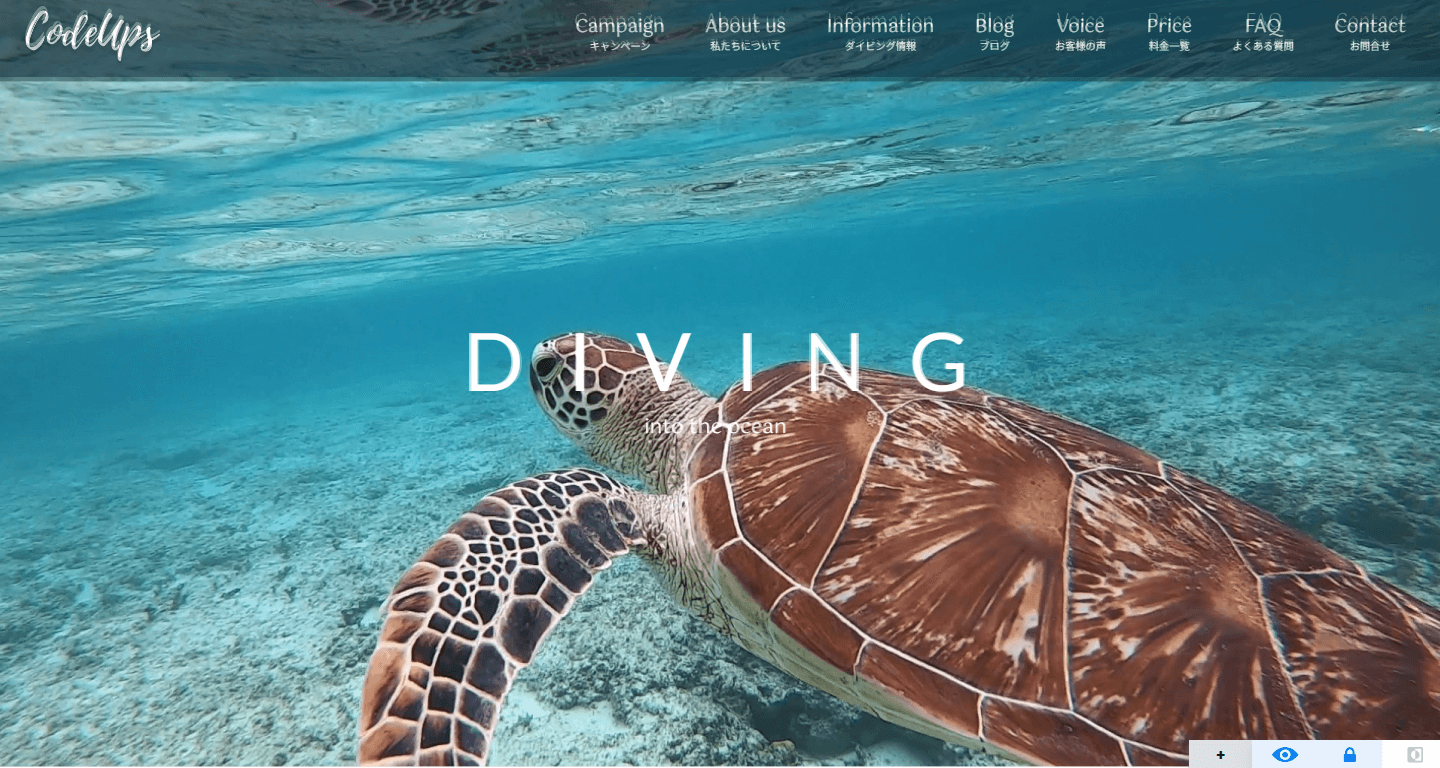 CodeUps
Campaign
キャンペーン
About us
私たちについて
Information
ダイビング情報
Blog
ブログ
Voice
お客様の声
Price
料金一覧
FAQ
よくある質問
Contact
お問合せ
DIVING
into the ocean